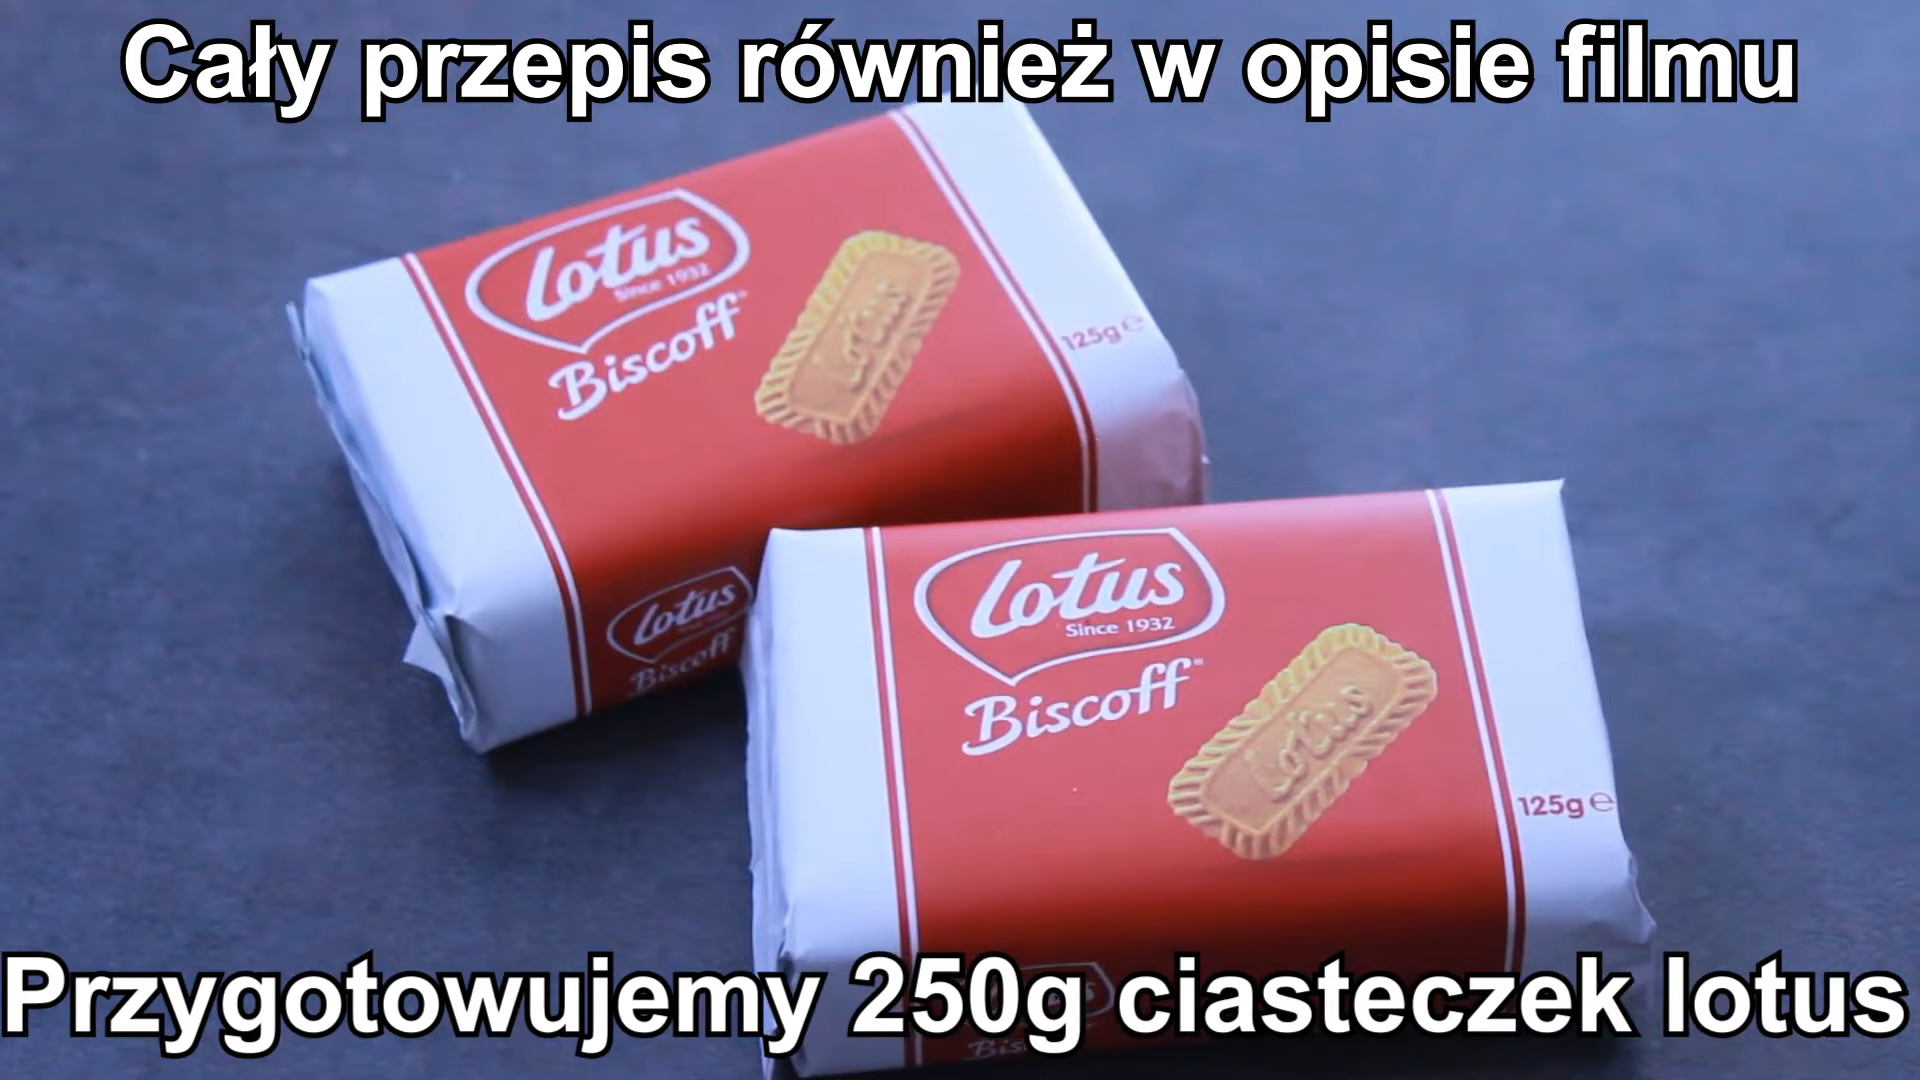 Cały przepis również w opisie filmu
Lotus
Since 1932
Biscoff
Lotus
125g e
Lotus
Biscoff
Lotus
Since 1932
Biscoff
Lotus
125g e
Przygotowujemy 250g ciasteczek lotus